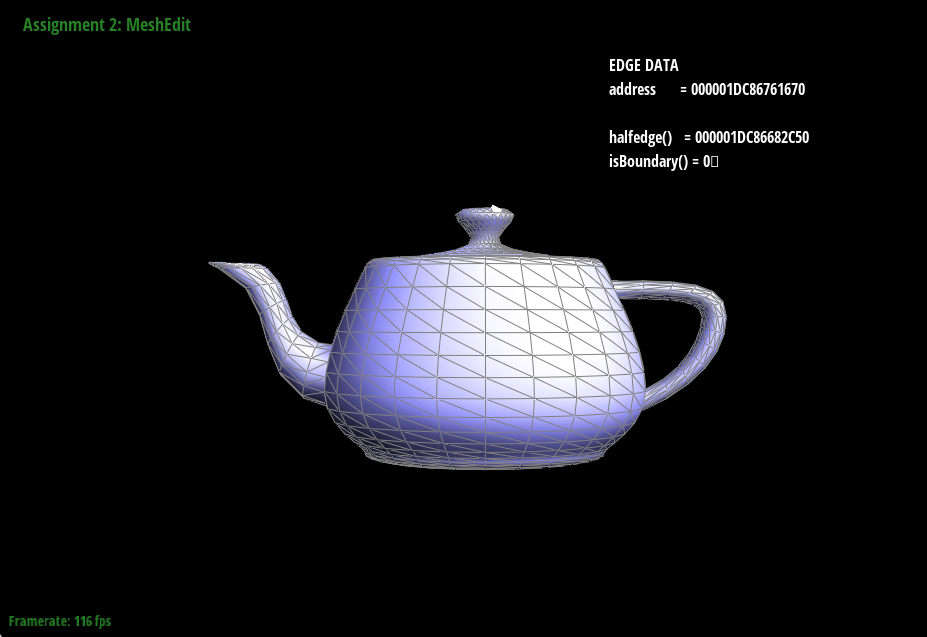 Assignment 2: MeshEdit
EDGE DATA
address = 000001DC86761670
halfedge() = 000001DC86682C50
isBoundary() = 0▯
Framerate: 116 fps